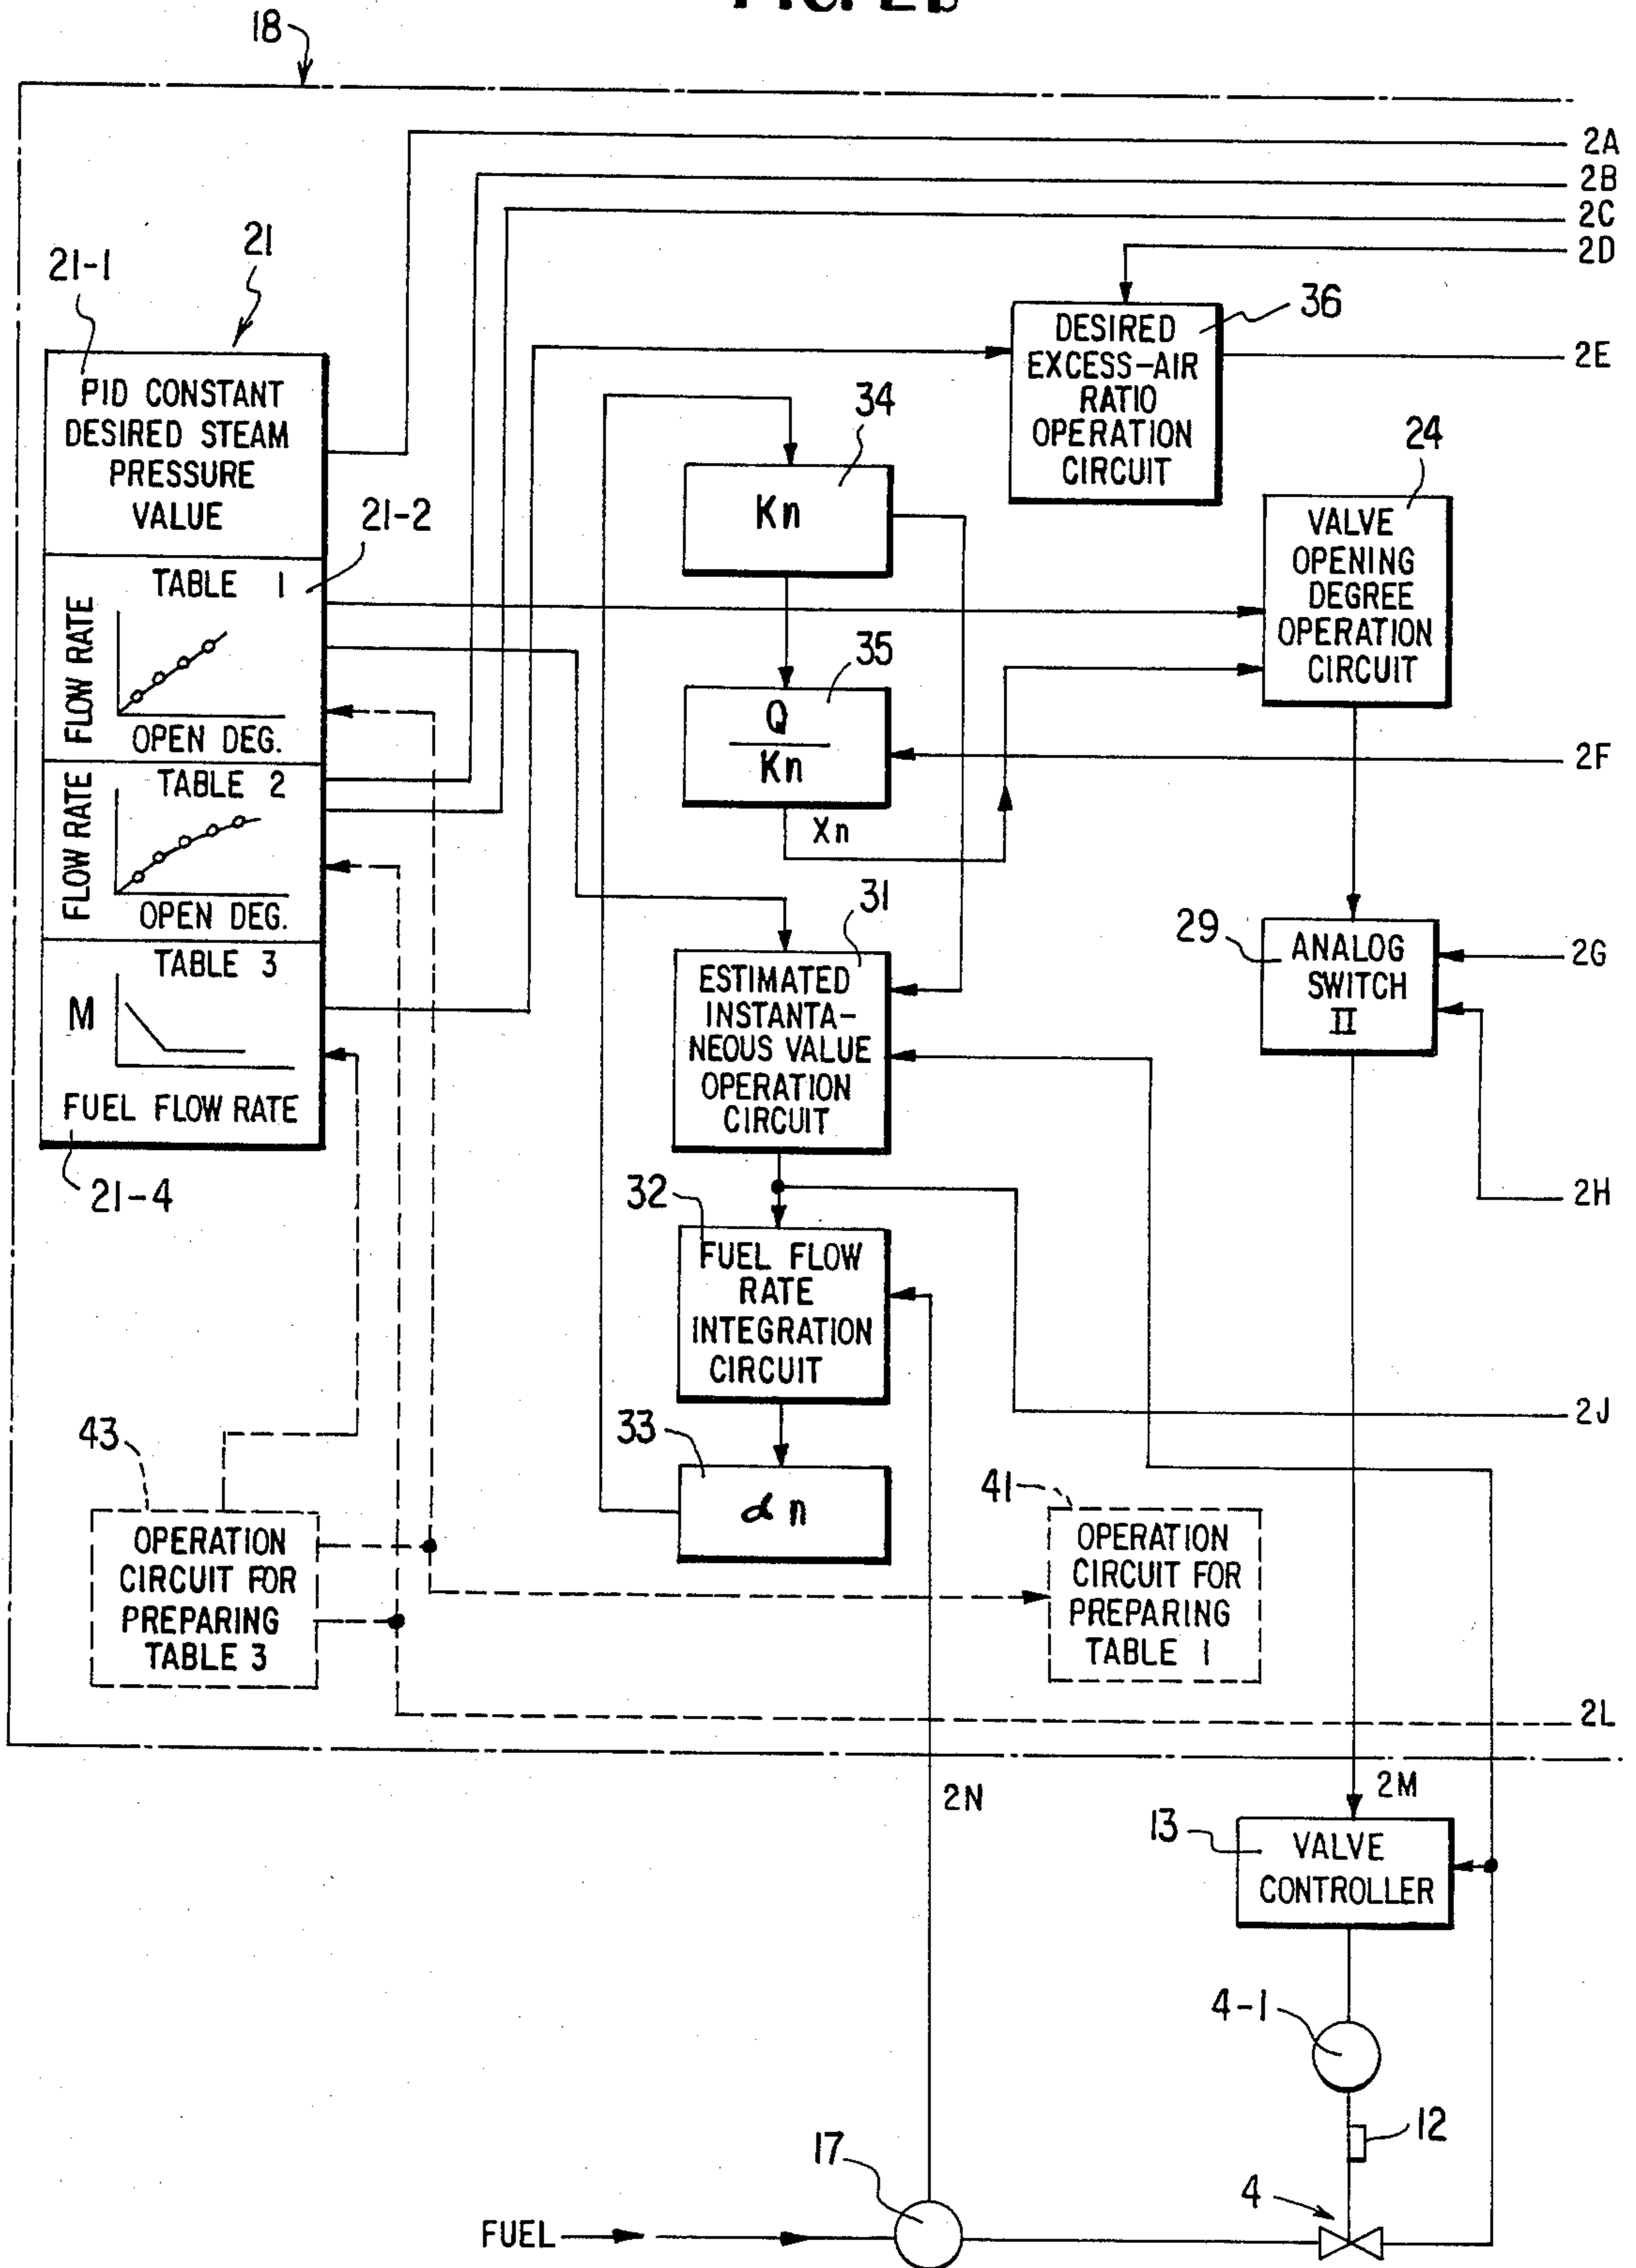 FIG. 2b
18
2A
2B
2C
2D
21
21-1
36
DESIRED
EXCESS-AIR
RATIO
OPERATION
CIRCUIT
2E
PID CONSTANT
DESIRED STEAM
PRESSURE
VALUE
34
Kn
24
VALVE
OPENING
DEGREE
OPERATION
CIRCUIT
21-2
TABLE 1
FLOW RATE
OPEN DEG.
35
Q
Kn
Xn
2F
TABLE 2
FLOW RATE
OPEN DEG.
31
ESTIMATED
INSTANTA-
NEOUS VALUE
OPERATION
CIRCUIT
29
ANALOG
SWITCH
II
2G
2H
TABLE 3
M
FUEL FLOW RATE
21-4
32
FUEL FLOW
RATE
INTEGRATION
CIRCUIT
2J
33
αn
43
OPERATION
CIRCUIT FOR
PREPARING
TABLE 3
41
OPERATION
CIRCUIT FOR
PREPARING
TABLE 1
2L
2N
2M
13
VALVE
CONTROLLER
4-1
12
17
4
FUEL